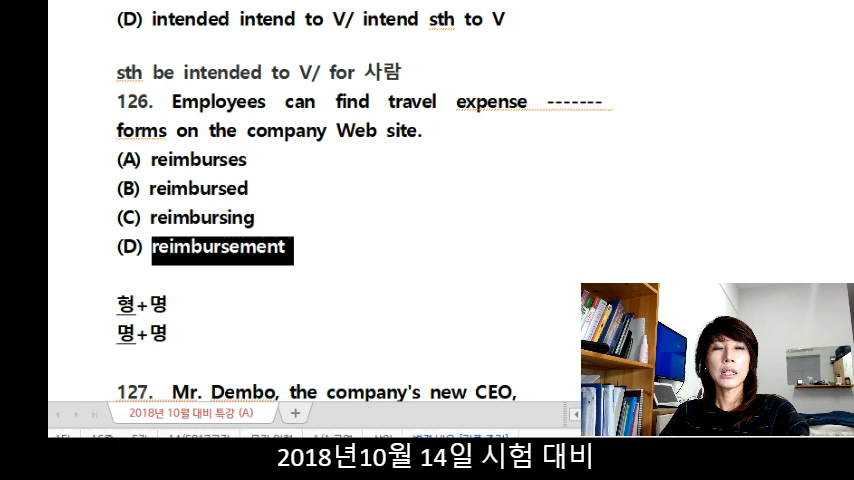 (D) intended intend to V/ intend sth to V
sth be intended to V/ for 사람
126. Employees can find travel expense -------
forms on the company Web site.
(A) reimburses
(B) reimbursed
(C) reimbursing
(D) reimbursement
형+명
명+명
127. Mr. Dembo, the company's new CEO,
2018년 10월 대비 특강 (A)
2018년10월 14일 시험 대비